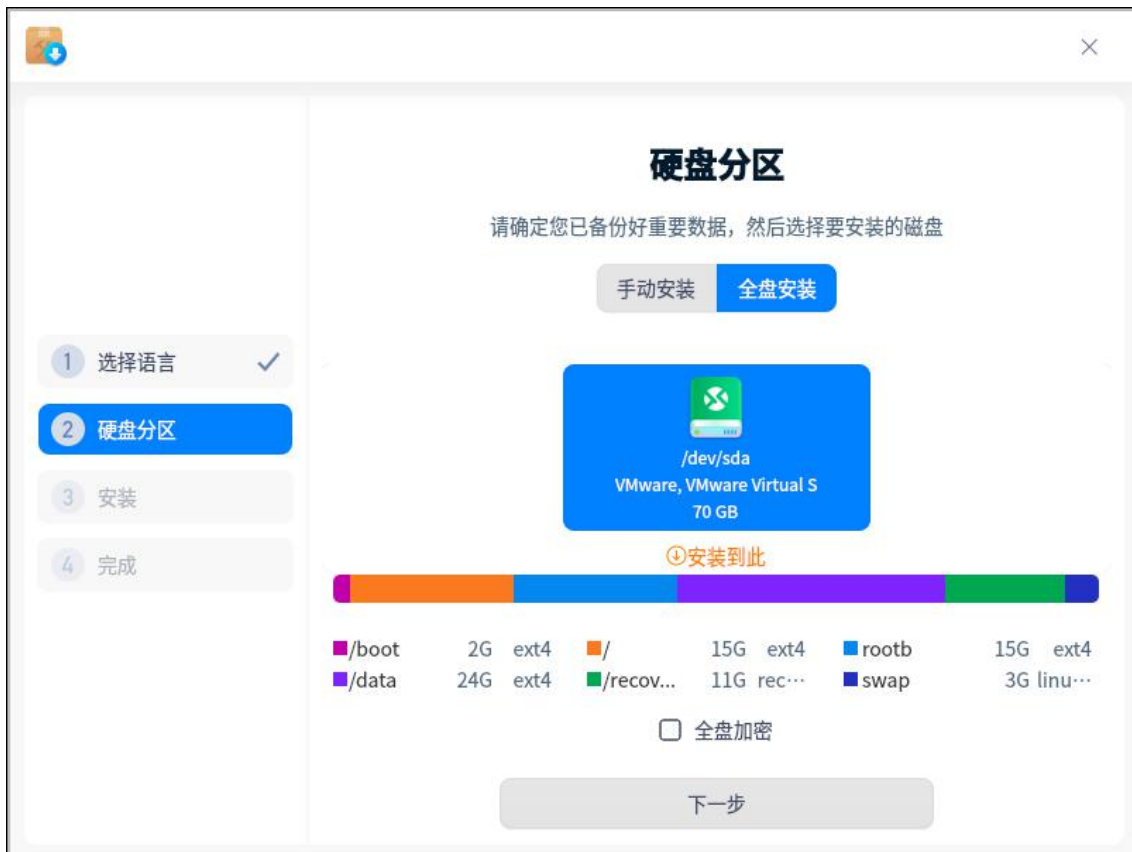 硬盘分区
请确定您已备份好重要数据，然后选择要安装的磁盘
手动安装 全盘安装
1 选择语言
2 硬盘分区
3 安装
4 完成
/dev/sda
VMware, VMware Virtual S
70 GB
安装到此
/boot 2G ext4 / 15G ext4 rootb 15G ext4
/data 24G ext4 /recov... 11G rec··· swap 3G linu···
全盘加密
下一步